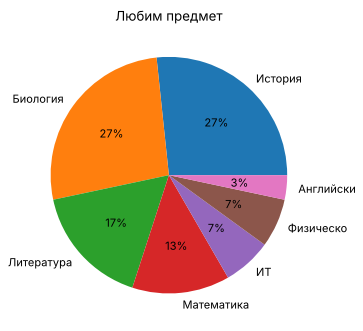 Любим предмет
История
27%
Биология
27%
Литература
17%
Математика
13%
ИТ
7%
Физическо
7%
Английски
3%